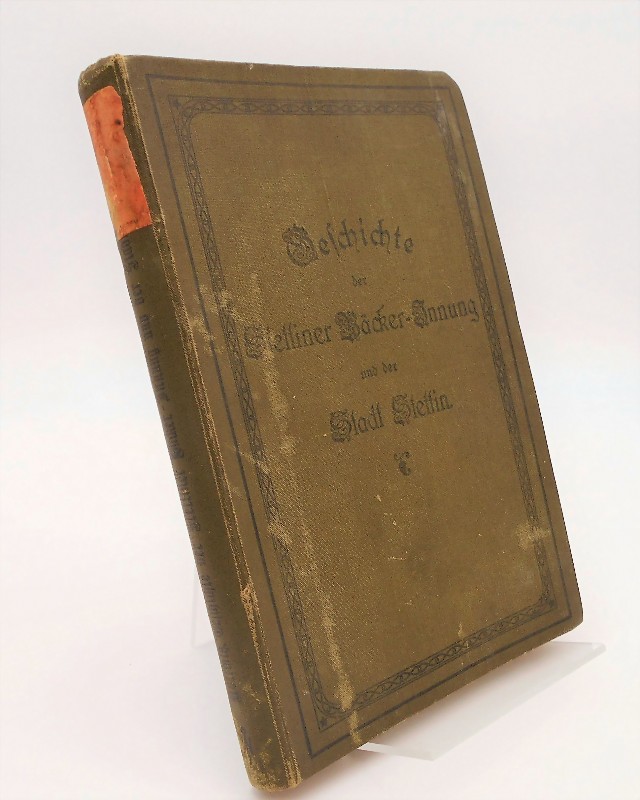 Geschichte
der
Stettiner Bäcker-Innung
und der
Stadt Stettin.